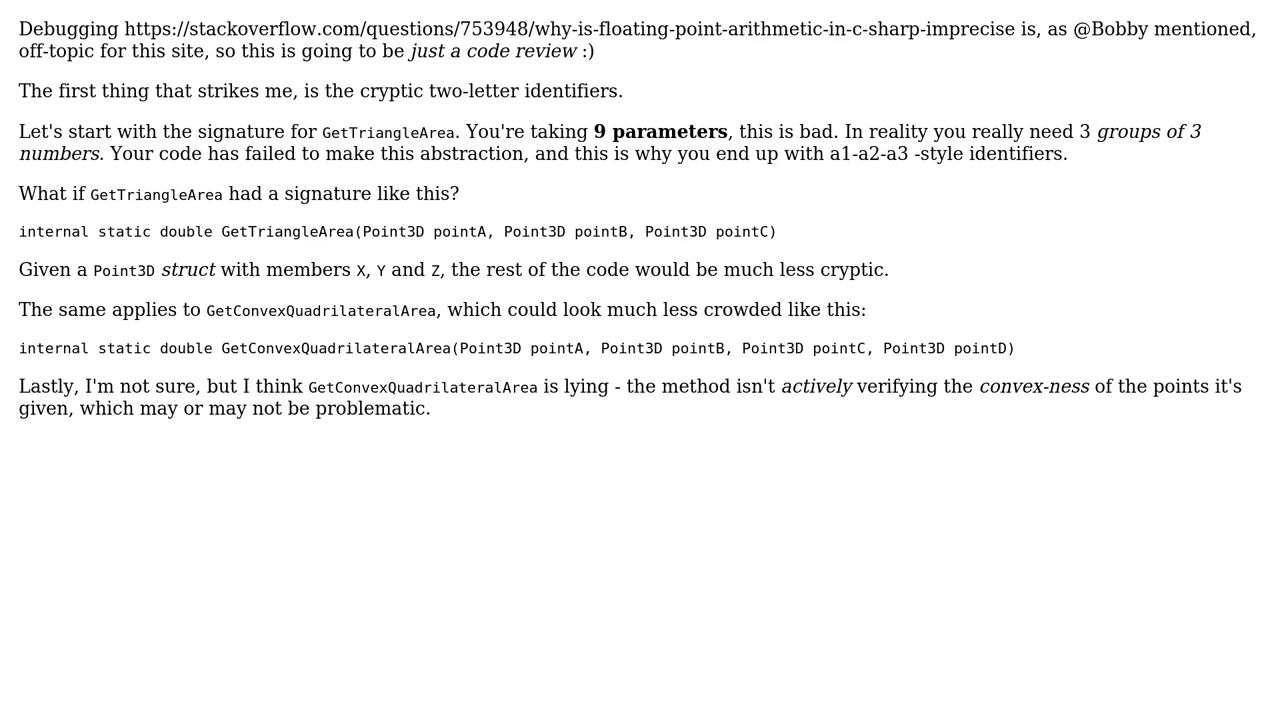 Debugging https://stackoverflow.com/questions/753948/why-is-floating-point-arithmetic-in-c-sharp-imprecise is, as @Bobby mentioned,
off-topic for this site, so this is going to be just a code review :)
The first thing that strikes me, is the cryptic two-letter identifiers.
Let's start with the signature for GetTriangleArea. You're taking 9 parameters, this is bad. In reality you really need 3 groups of 3
numbers. Your code has failed to make this abstraction, and this is why you end up with a1-a2-a3 -style identifiers.
What if GetTriangleArea had a signature like this?
internal static double GetTriangleArea(Point3D pointA, Point3D pointB, Point3D pointC)
Given a Point3D struct with members X, Y and Z, the rest of the code would be much less cryptic.
The same applies to GetConvexQuadrilateralArea, which could look much less crowded like this:
internal static double GetConvexQuadrilateralArea(Point3D pointA, Point3D pointB, Point3D pointC, Point3D pointD)
Lastly, I'm not sure, but I think GetConvexQuadrilateralArea is lying - the method isn't actively verifying the convex-ness of the points it's
given, which may or may not be problematic.